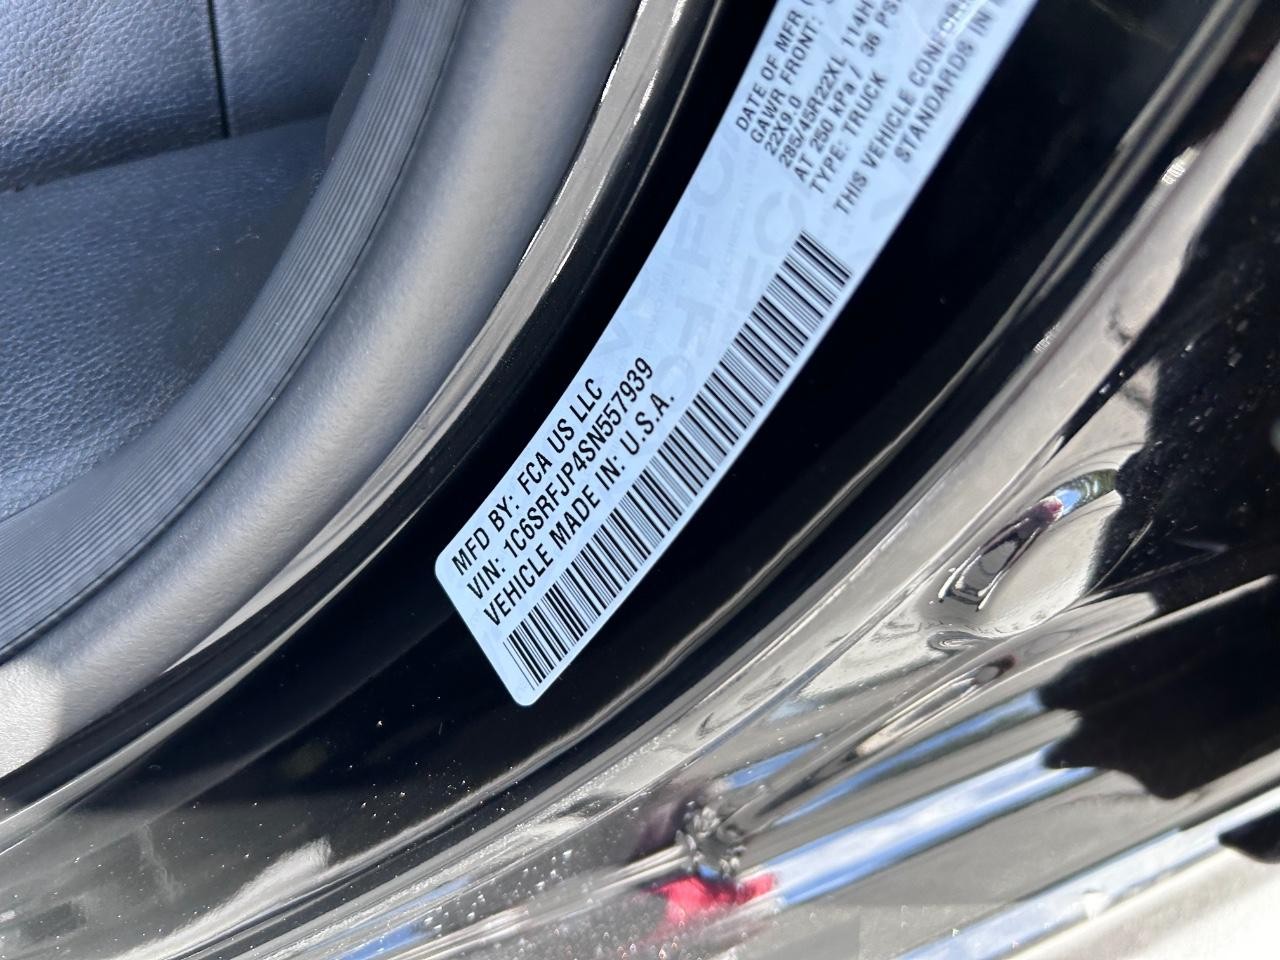 MFD BY: FCA US LLC
VIN: 1C6SRFJP4SN557939
VEHICLE MADE IN: U.S.A.
DATE OF MFR
GAWR FRONT:
22X9.0
285/45R22XL 114H
AT 250 kPa / 36 PS
TYPE: TRUCK
THIS VEHICLE CONFOR
STANDARDS IN